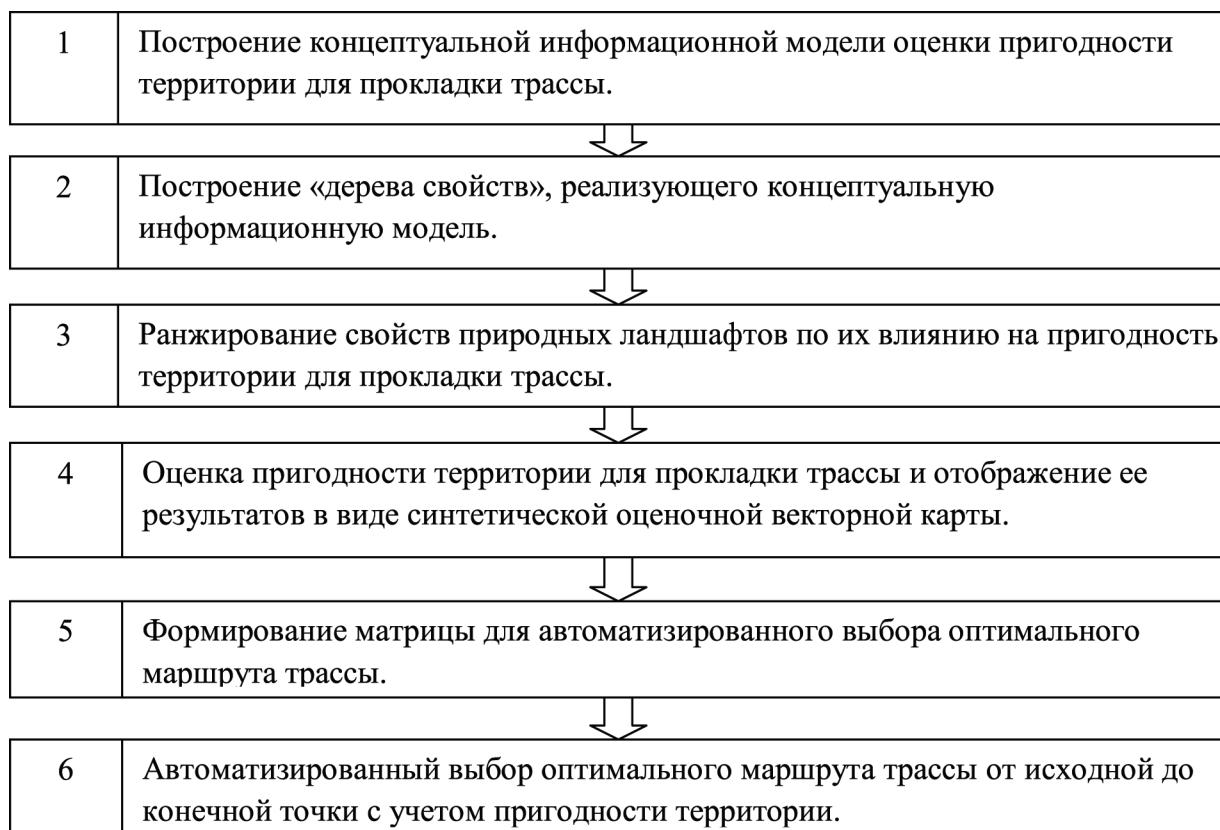 1
Построение концептуальной информационной модели оценки пригодности
территории для прокладки трассы.
2
Построение «дерева свойств», реализующего концептуальную
информационную модель.
3
Ранжирование свойств природных ландшафтов по их влиянию на пригодность
территории для прокладки трассы.
4
Оценка пригодности территории для прокладки трассы и отображение ее
результатов в виде синтетической оценочной векторной карты.
5
Формирование матрицы для автоматизированного выбора оптимального
маршрута трассы.
6
Автоматизированный выбор оптимального маршрута трассы от исходной до
конечной точки с учетом пригодности территории.